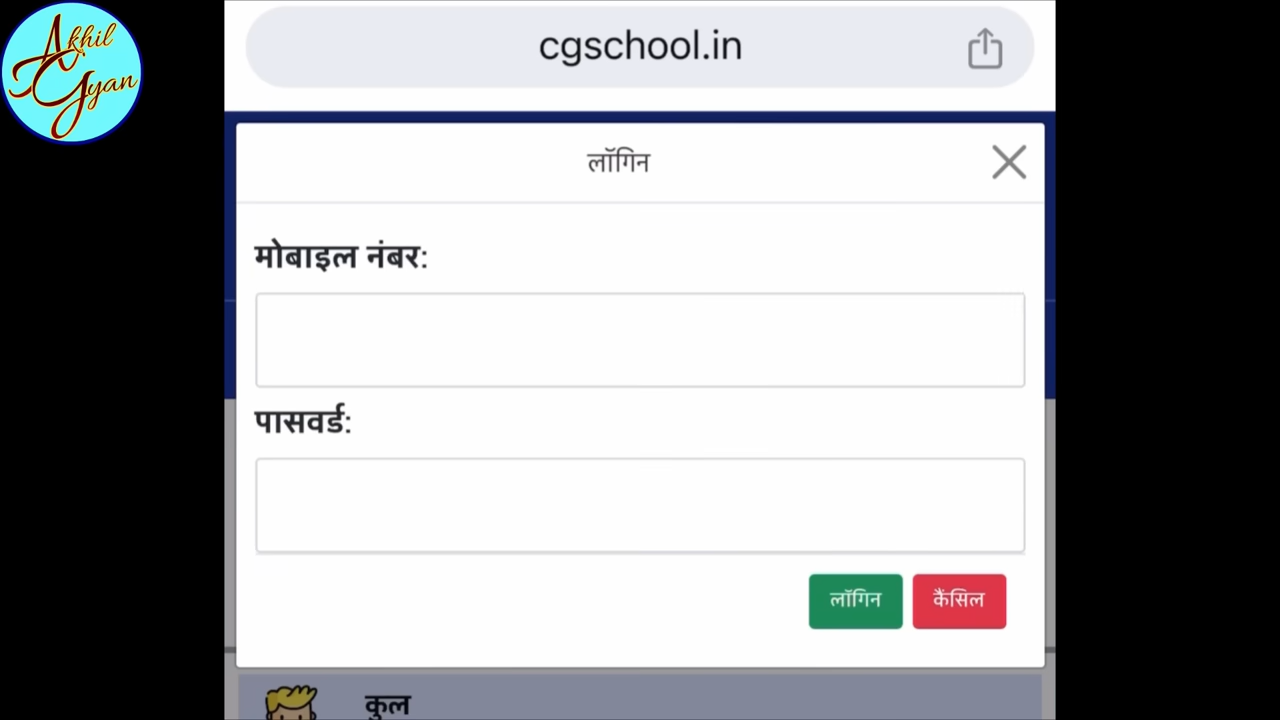 Akhil
Gyan
cgschool.in
लॉगिन
मोबाइल नंबर:
पासवर्ड:
लॉगिन कैंसिल
कुल